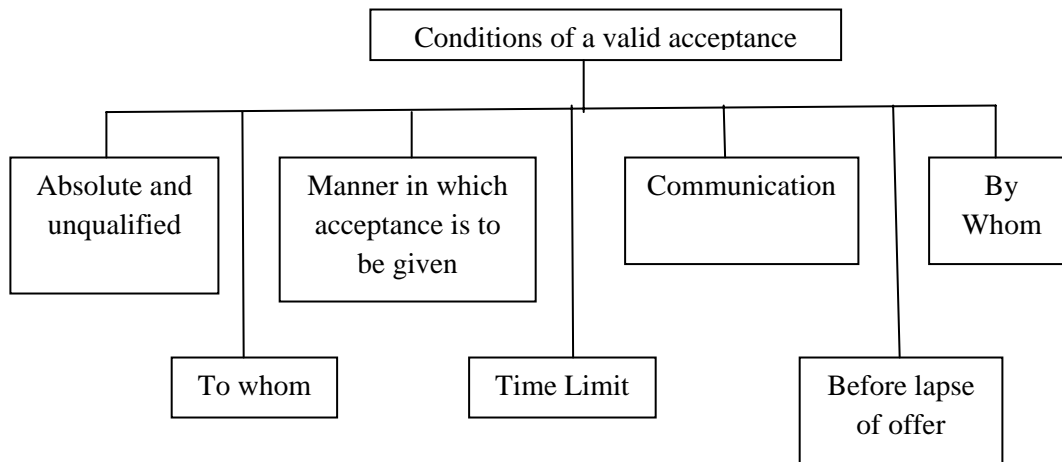 Conditions of a valid acceptance
Absolute and
unqualified
Manner in which
acceptance is to
be given
Communication
By
Whom
To whom
Time Limit
Before lapse
of offer